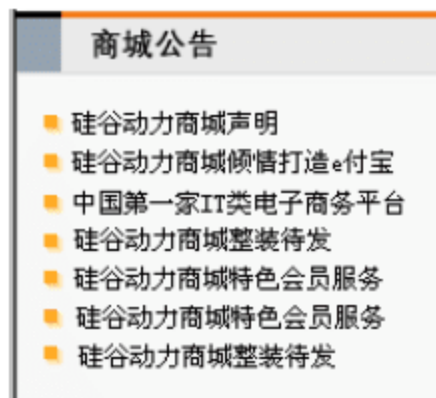 商城公告
硅谷动力商城声明
硅谷动力商城倾情打造e付宝
中国第一家IT类电子商务平台
硅谷动力商城整装待发
硅谷动力商城特色会员服务
硅谷动力商城特色会员服务
硅谷动力商城整装待发